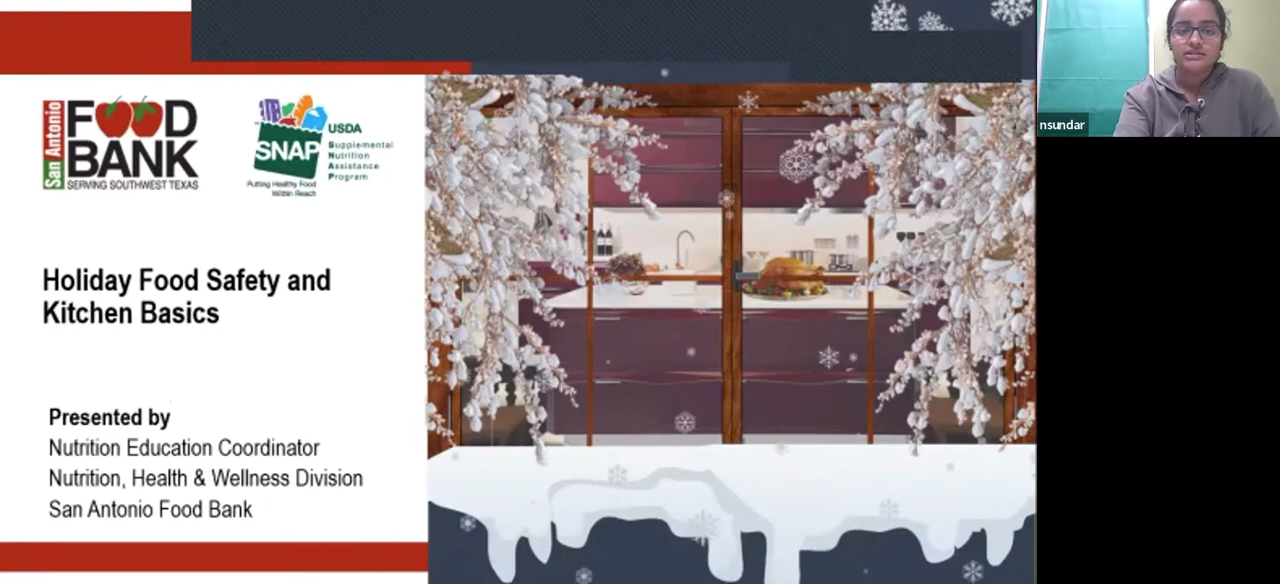 San Antonio
FOOD
BANK
SERVING SOUTHWEST TEXAS
SNAP
Putting Healthy Food
Within Reach
USDA
Supplemental
Nutrition
Assistance
Program
Holiday Food Safety and
Kitchen Basics
Presented by
Nutrition Education Coordinator
Nutrition, Health & Wellness Division
San Antonio Food Bank
nsundar